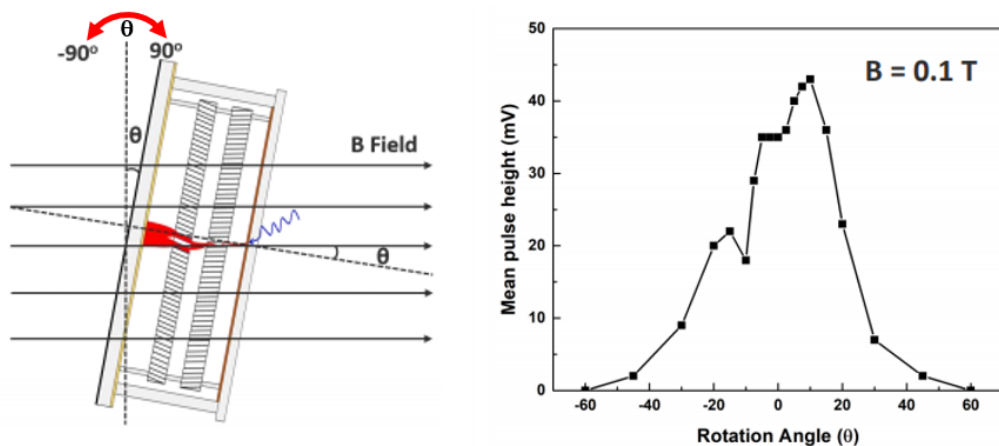 θ
-90°
90°
θ
B Field
θ
B = 0.1 T
Mean pulse height (mV)
50
40
30
20
10
0
-60
-40
-20
0
20
40
60
Rotation Angle (θ)